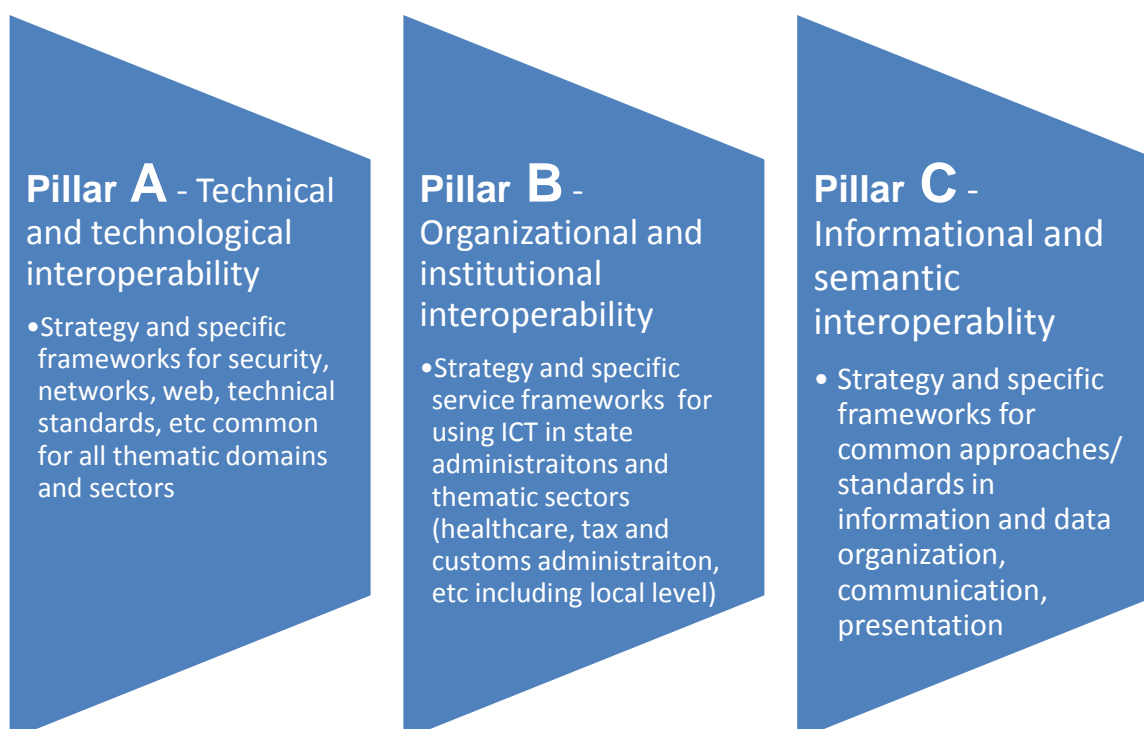 Pillar A - Technical
and technological
interoperability
•Strategy and specific
frameworks for security,
networks, web, technical
standards, etc common
for all thematic domains
and sectors
Pillar B -
Organizational and
institutional
interoperability
•Strategy and specific
service frameworks for
using ICT in state
administraitons and
thematic sectors
(healthcare, tax and
customs administraiton,
etc including local level)
Pillar C -
Informational and
semantic
interoperablity
• Strategy and specific
frameworks for
common approaches/
standards in
information and data
organization,
communication,
presentation